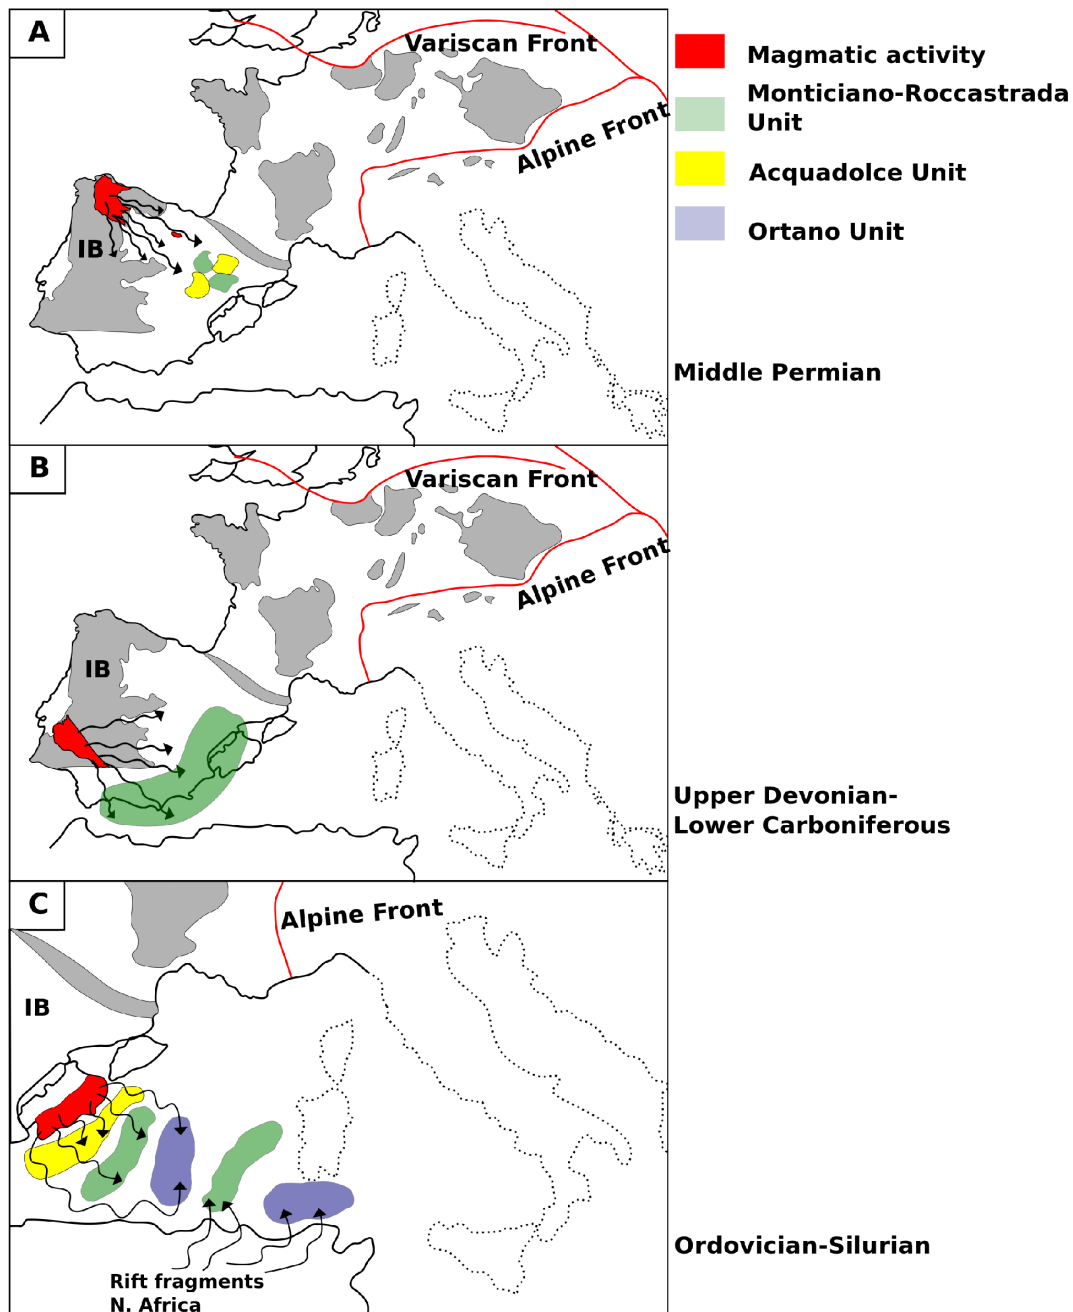 A
Variscan Front
Alpine Front
IB
Magmatic activity
Monticiano-Roccastrada
Unit
Acquadolce Unit
Ortano Unit
Middle Permian
B
Variscan Front
Alpine Front
IB
Upper Devonian-
Lower Carboniferous
C
Alpine Front
IB
Ordovician-Silurian
Rift fragments
N. Africa